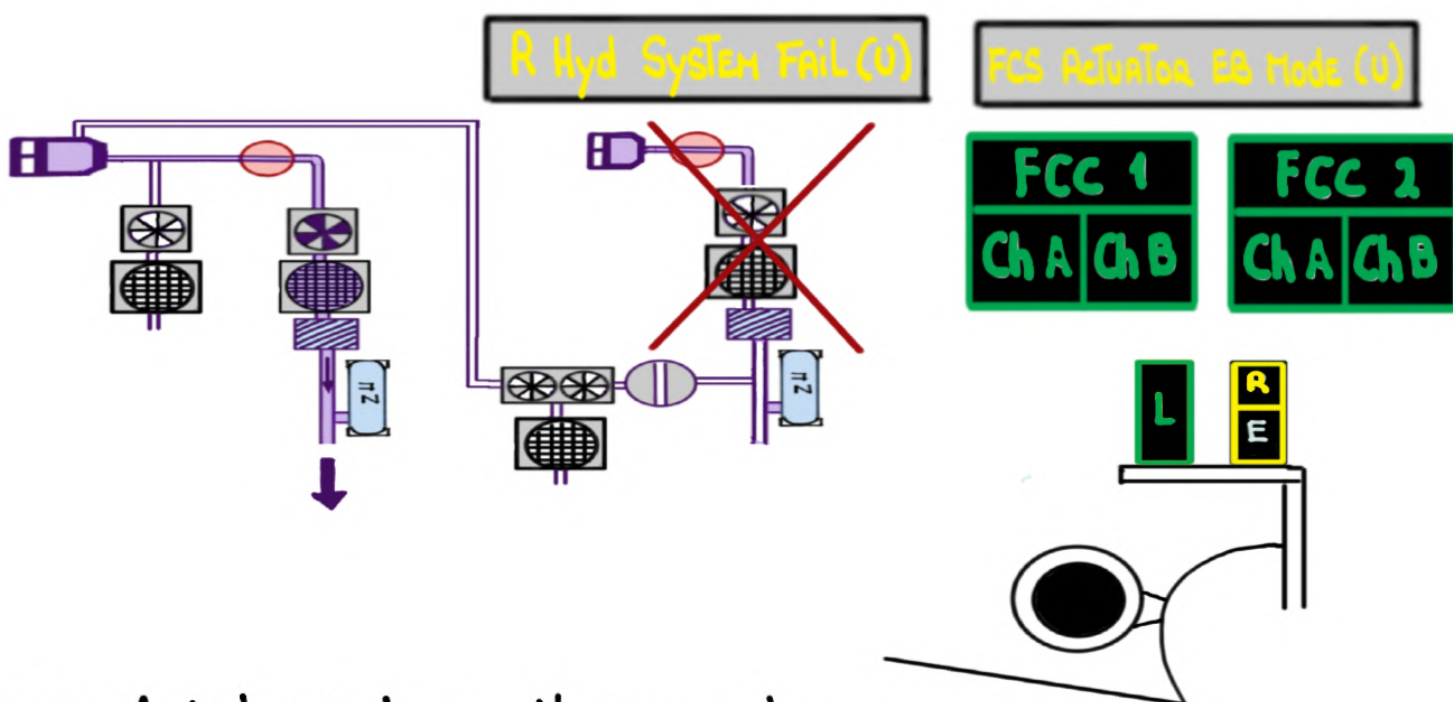 R Hyd SYSTEM FAIL (U)
FCS ACTUATOR EB MODE (U)
FCC 1
Ch A Ch B
FCC 2
Ch A Ch B
L
R
E